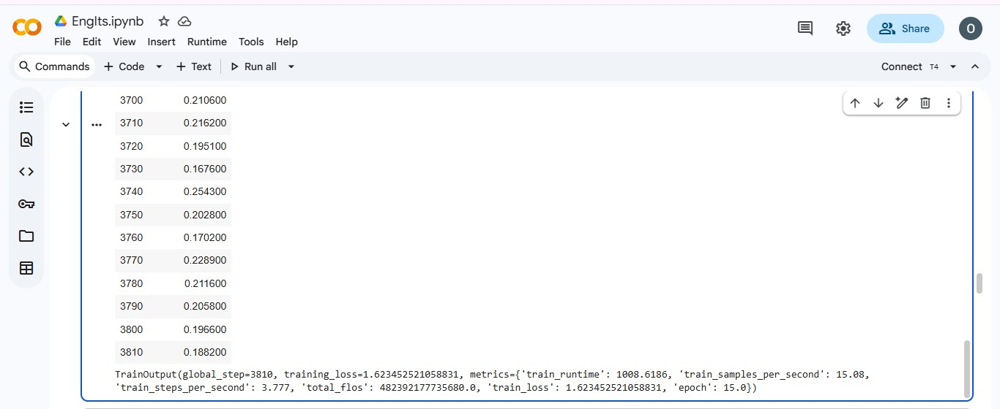 EngIts.ipynb
File Edit View Insert Runtime Tools Help
Share
O
Commands + Code + Text Run all
Connect T4
3700 0.210600
3710 0.216200
3720 0.195100
3730 0.167600
3740 0.254300
3750 0.202800
3760 0.170200
3770 0.228900
3780 0.211600
3790 0.205800
3800 0.196600
3810 0.188200
TrainOutput(global_step=3810, training_loss=1.623452521058831, metrics={'train_runtime': 1008.6186, 'train_samples_per_second': 15.08,
'train_steps_per_second': 3.777, 'total_flos': 482392177735680.0, 'train_loss': 1.623452521058831, 'epoch': 15.0})